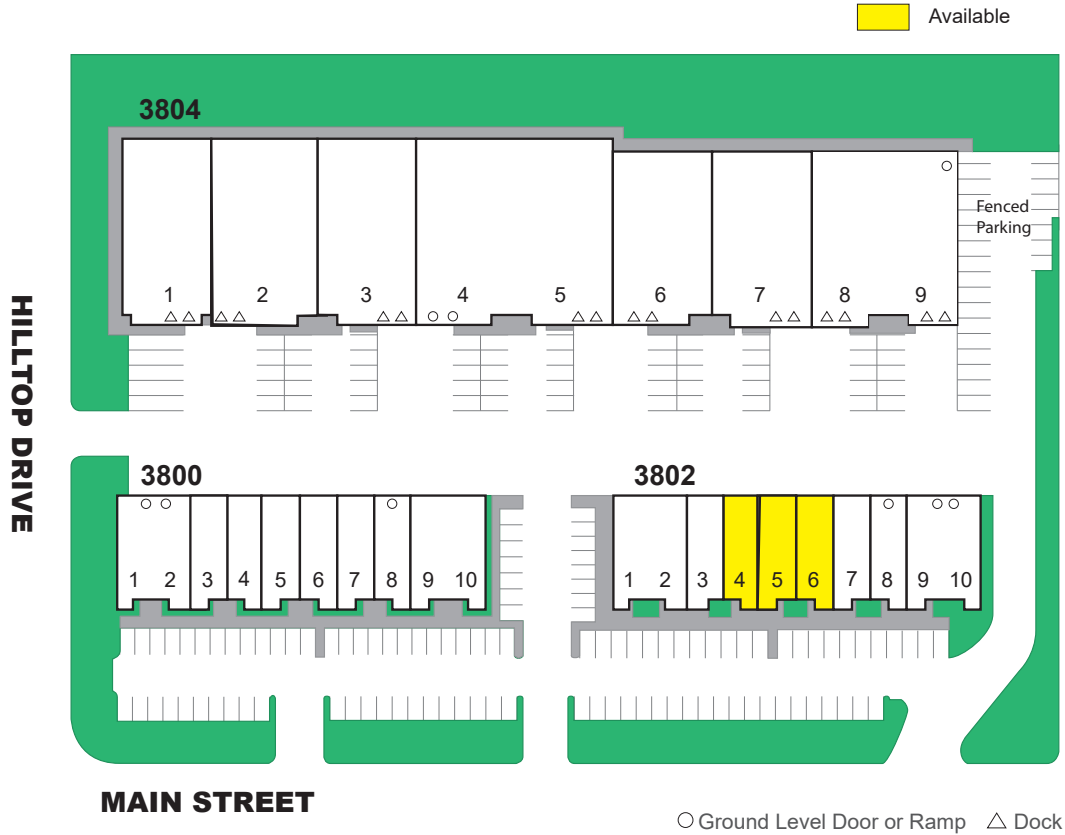 Available
3804
Fenced
Parking
1 2 3 4 5 6 7 8 9
HILLTOP DRIVE
3800
3802
1 2 3 4 5 6 7 8 9 10
1 2 3 4 5 6 7 8 9 10
MAIN STREET
Ground Level Door or Ramp
Dock